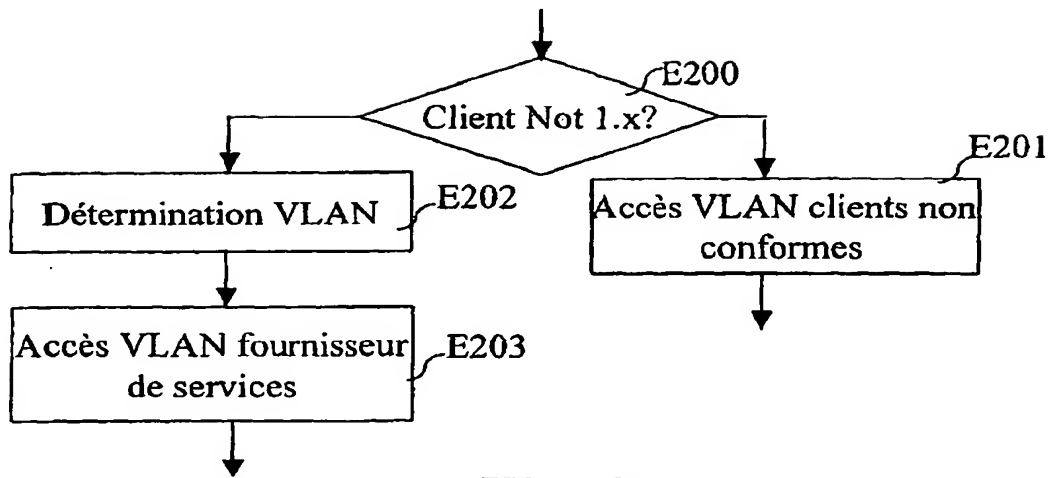 E200
Client Not 1.x?
E201
Détermination VLAN
E202
Accès VLAN clients non
conformes
Accès VLAN fournisseur
de services
E203